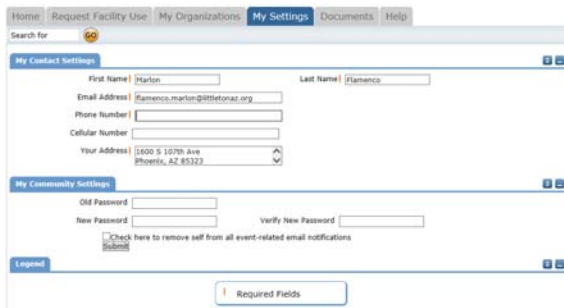 Home Request Facility Use My Organizations My Settings Documents Help
Search for GO
My Contact Settings
First Name Marlon Last Name Flamenco
Email Address flamenco.marlon@littletonaz.org
Phone Number
Cellular Number
Your Address 1600 S 107th Ave
Phoenix, AZ 85323
My Community Settings
Old Password
New Password Verify New Password
Check here to remove self from all event-related email notifications
Submit
Legend
Required Fields